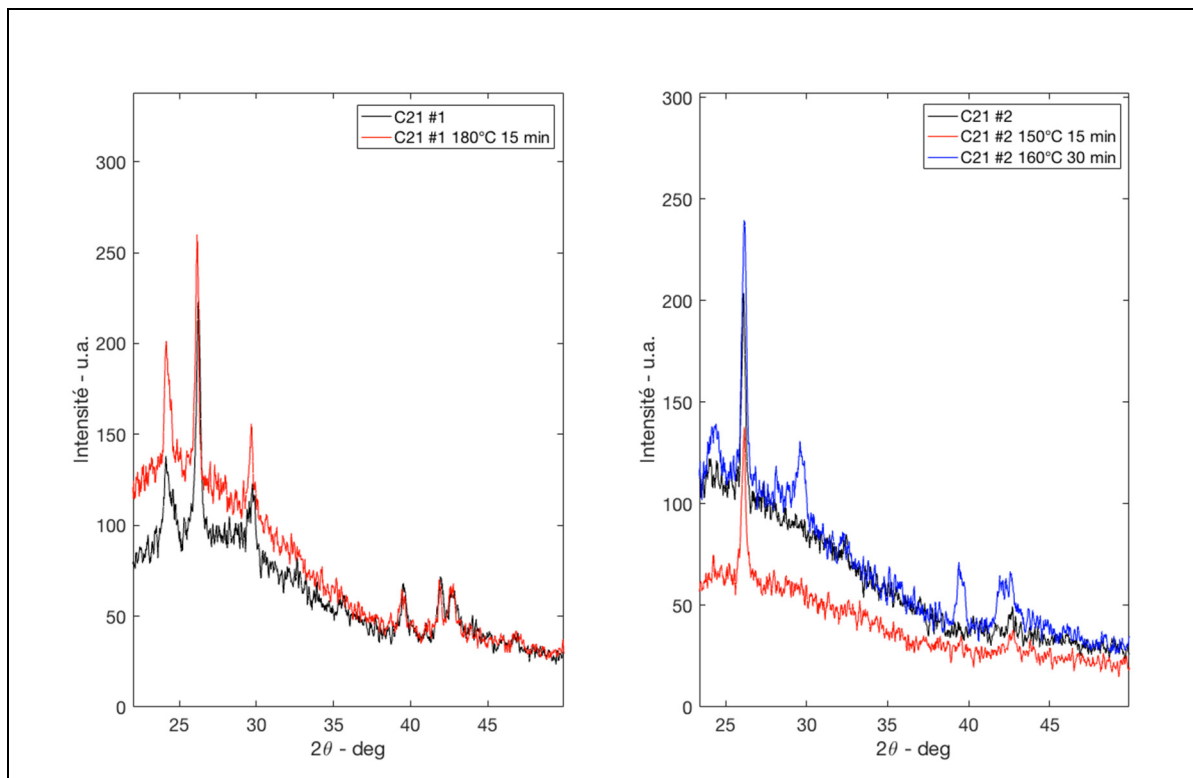 C21 #1
C21 #1 180°C 15 min
300
250
200
150
100
50
0
Intensité - u.a.
25 30 35 40 45
2θ - deg
C21 #2
C21 #2 150°C 15 min
C21 #2 160°C 30 min
300
250
200
150
100
50
0
Intensité - u.a.
25 30 35 40 45
2θ - deg